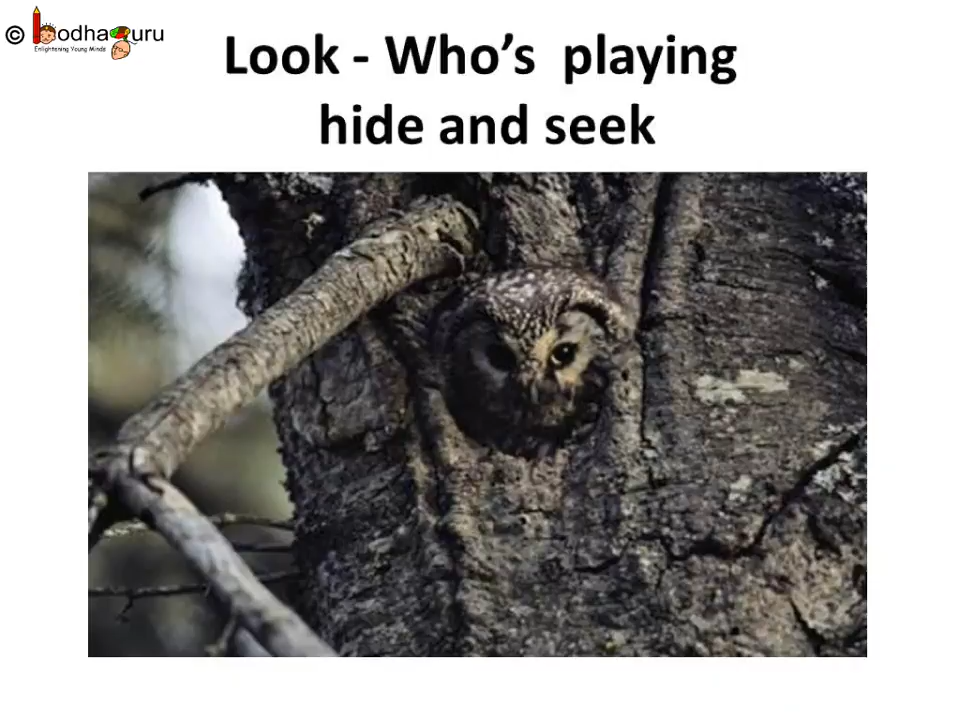 © bodhaguru
Enlightening Young Minds
Look - Who’s  playing
hide and seek